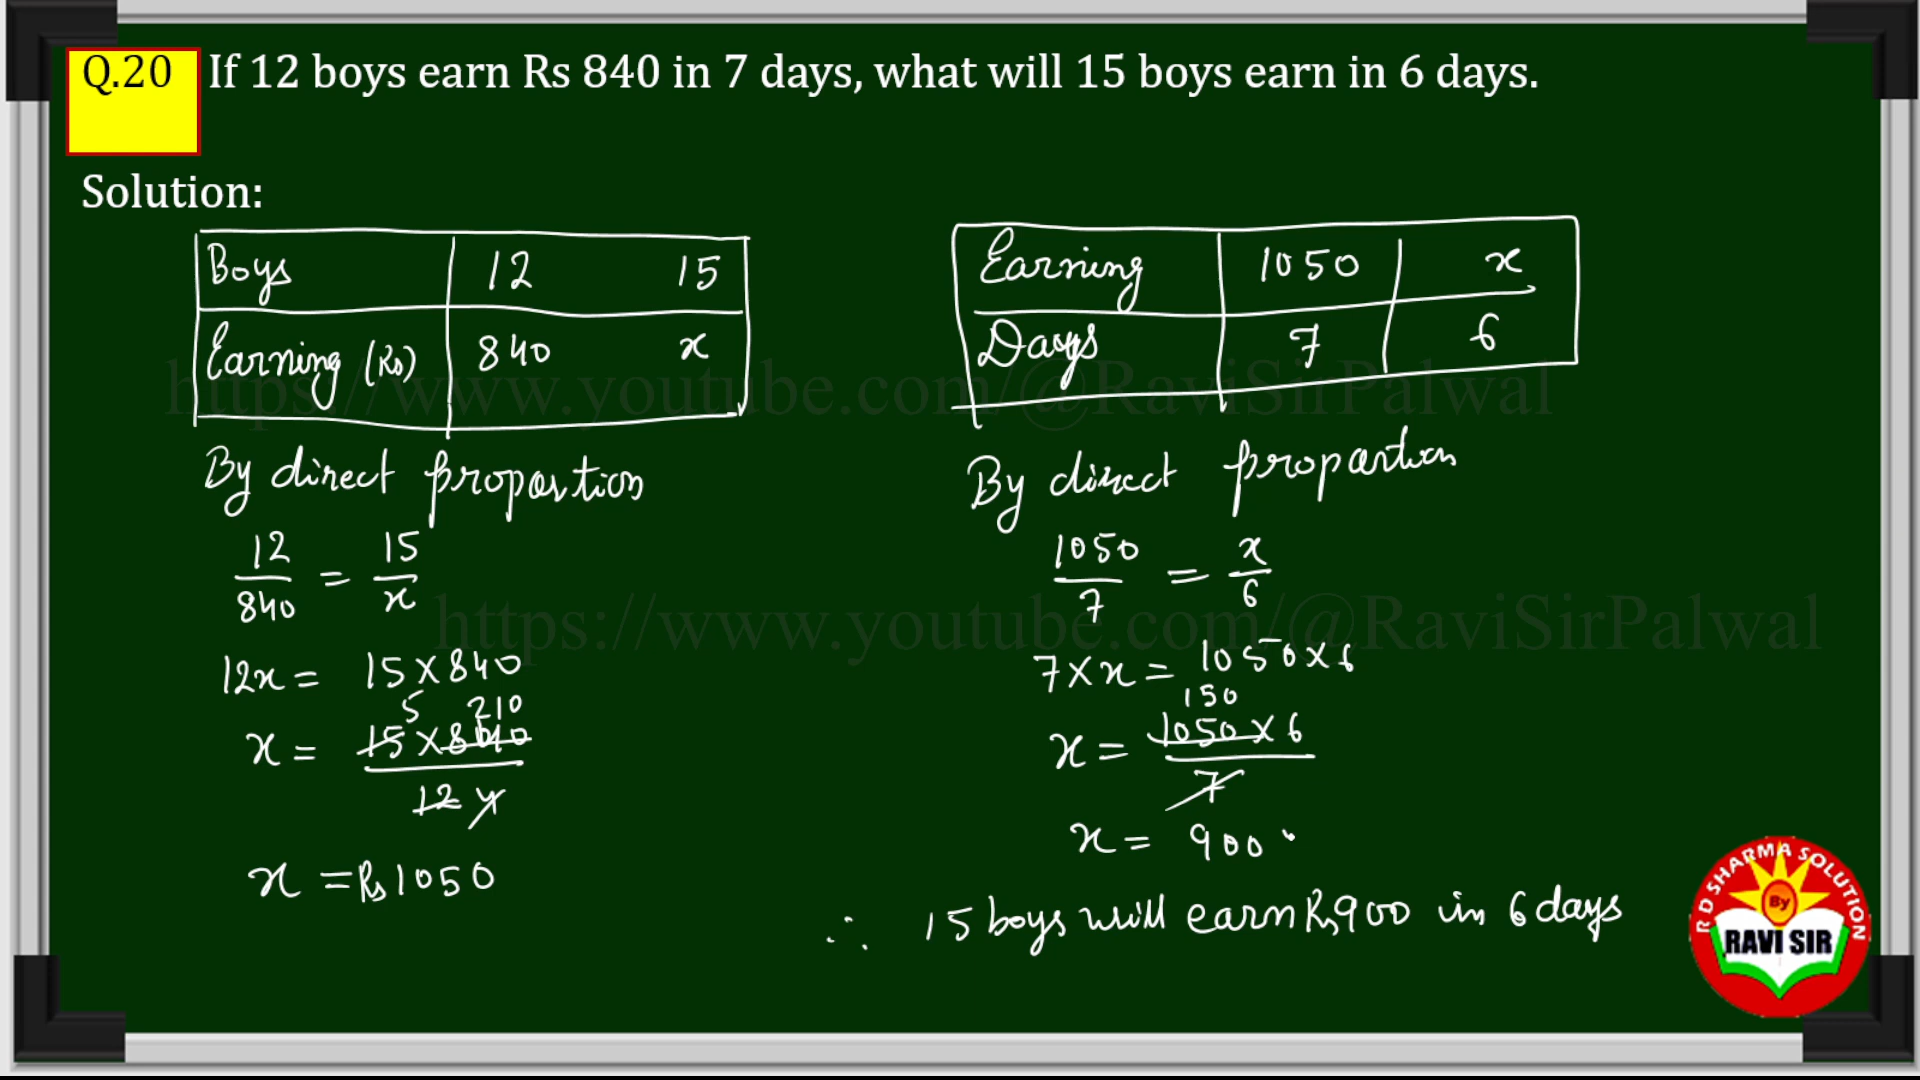 Q.20 If 12 boys earn Rs 840 in 7 days, what will 15 boys earn in 6 days.
Solution:
Boys 12 15
Earning (Rs) 840 x
By direct proportion
12/840 = 15/x
12x = 15 × 840
5 210
x = 15 × 840 / 12 4
x = Rs 1050
Earning 1050 x
Days 7 6
By direct proportion
1050/7 = x/6
7 × x = 1050 × 6
150
x = 1050 × 6 / 7
x = 900
∴ 15 boys will earn Rs 900 in 6 days
https://www.youtube.com/@RaviSirPalwal
https://www.youtube.com/@RaviSirPalwal
R D SHARMA SOLUTION
By
RAVI SIR